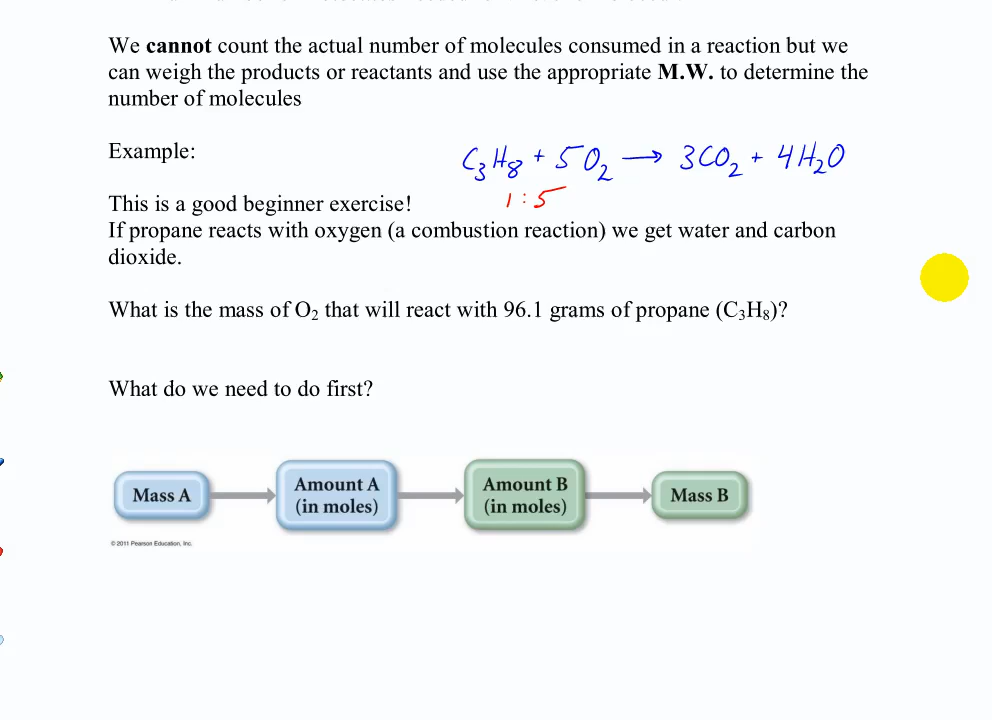 We cannot count the actual number of molecules consumed in a reaction but we
can weigh the products or reactants and use the appropriate M.W. to determine the
number of molecules
Example:
C₃H₈ + 5O₂ → 3CO₂ + 4H₂O
1:5
This is a good beginner exercise!
If propane reacts with oxygen (a combustion reaction) we get water and carbon
dioxide.
What is the mass of O₂ that will react with 96.1 grams of propane (C₃H₈)?
What do we need to do first?
Mass A
Amount A
(in moles)
Amount B
(in moles)
Mass B
© 2011 Pearson Education, Inc.